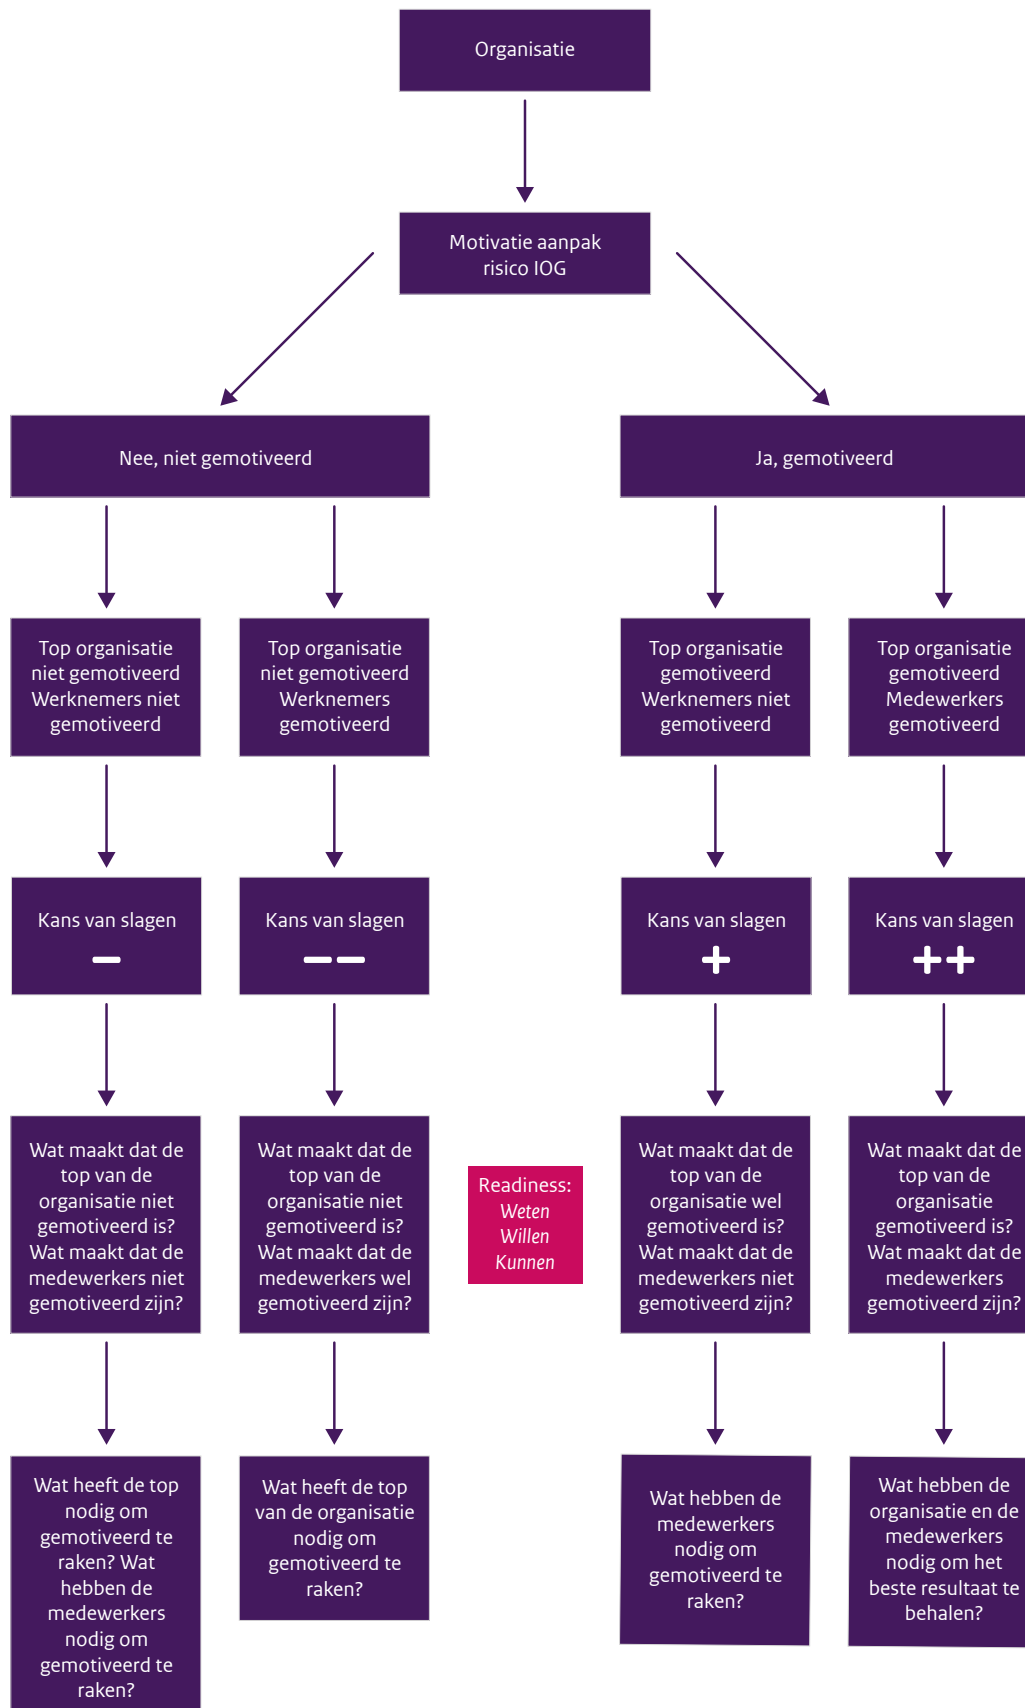 Organisatie
Motivatie aanpak
risico IOG
Nee, niet gemotiveerd
Ja, gemotiveerd
Top organisatie
niet gemotiveerd
Werknemers niet
gemotiveerd
Top organisatie
niet gemotiveerd
Werknemers
gemotiveerd
Top organisatie
gemotiveerd
Werknemers niet
gemotiveerd
Top organisatie
gemotiveerd
Medewerkers
gemotiveerd
Kans van slagen
–
Kans van slagen
– –
Kans van slagen
+
Kans van slagen
++
Wat maakt dat de
top van de
organisatie niet
gemotiveerd is?
Wat maakt dat de
medewerkers niet
gemotiveerd zijn?
Wat maakt dat de
top van de
organisatie niet
gemotiveerd is?
Wat maakt dat de
medewerkers wel
gemotiveerd zijn?
Readiness:
Weten
Willen
Kunnen
Wat maakt dat de
top van de
organisatie wel
gemotiveerd is?
Wat maakt dat de
medewerkers niet
gemotiveerd zijn?
Wat maakt dat de
top van de
organisatie
gemotiveerd is?
Wat maakt dat de
medewerkers
gemotiveerd zijn?
Wat heeft de top
nodig om
gemotiveerd te
raken? Wat
hebben de
medewerkers
nodig om
gemotiveerd te
raken?
Wat heeft de top
van de organisatie
nodig om
gemotiveerd te
raken?
Wat hebben de
medewerkers
nodig om
gemotiveerd te
raken?
Wat hebben de
organisatie en de
medewerkers
nodig om het
beste resultaat te
behalen?